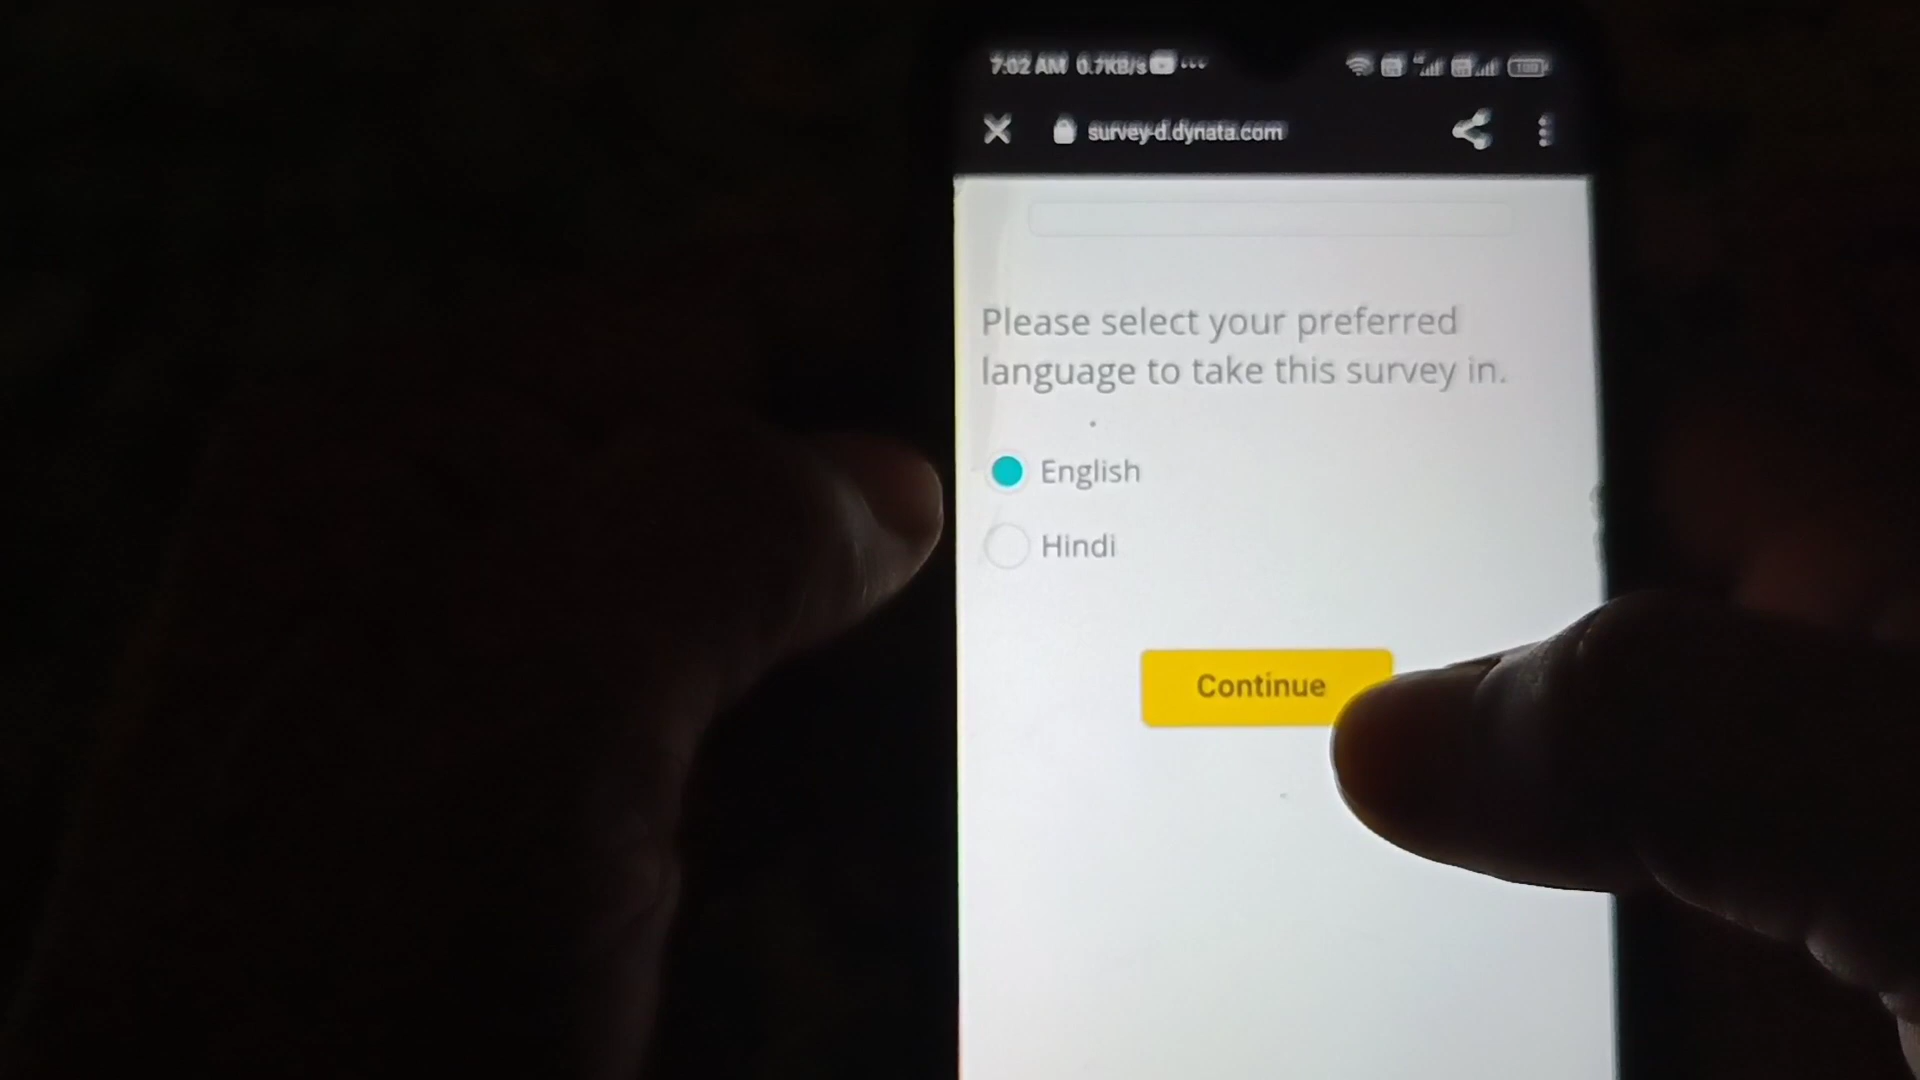 7:02 AM 0.7KB/s
survey-d.dynata.com
Please select your preferred
language to take this survey in.
English
Hindi
Continue